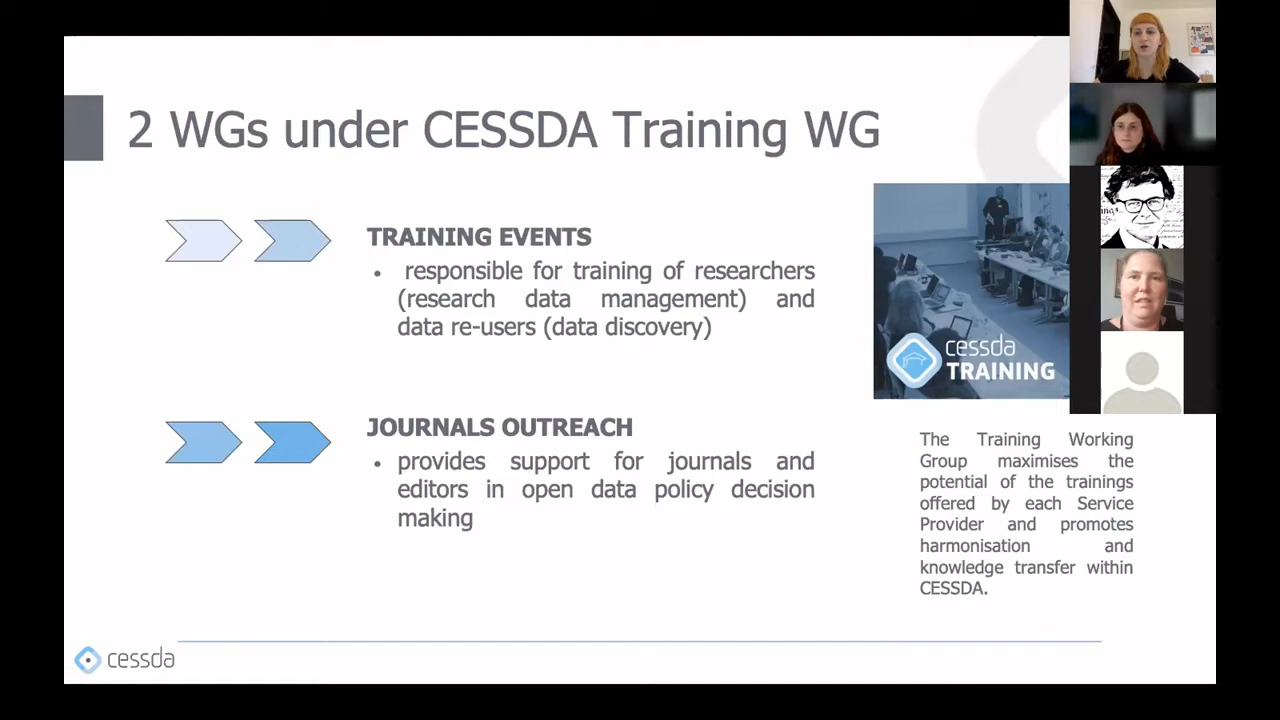 2 WGs under CESSDA Training WG
TRAINING EVENTS
• responsible for training of researchers
(research data management) and
data re-users (data discovery)
JOURNALS OUTREACH
• provides support for journals and
editors in open data policy decision
making
cessda
TRAINING
The Training Working
Group maximises the
potential of the trainings
offered by each Service
Provider and promotes
harmonisation and
knowledge transfer within
CESSDA.
cessda